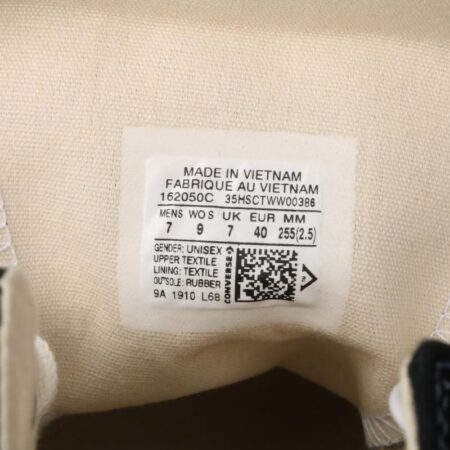 MADE IN VIETNAM
FABRIQUE AU VIETNAM
162050C 35HSCTWW00386
MENS WO S UK EUR MM
7 9 7 40 255(2.5)
GENDER: UNISEX
UPPER:TEXTILE
LINING: TEXTILE
OUTSOLE: RUBBER
9A 1910 L68
CONVERSE